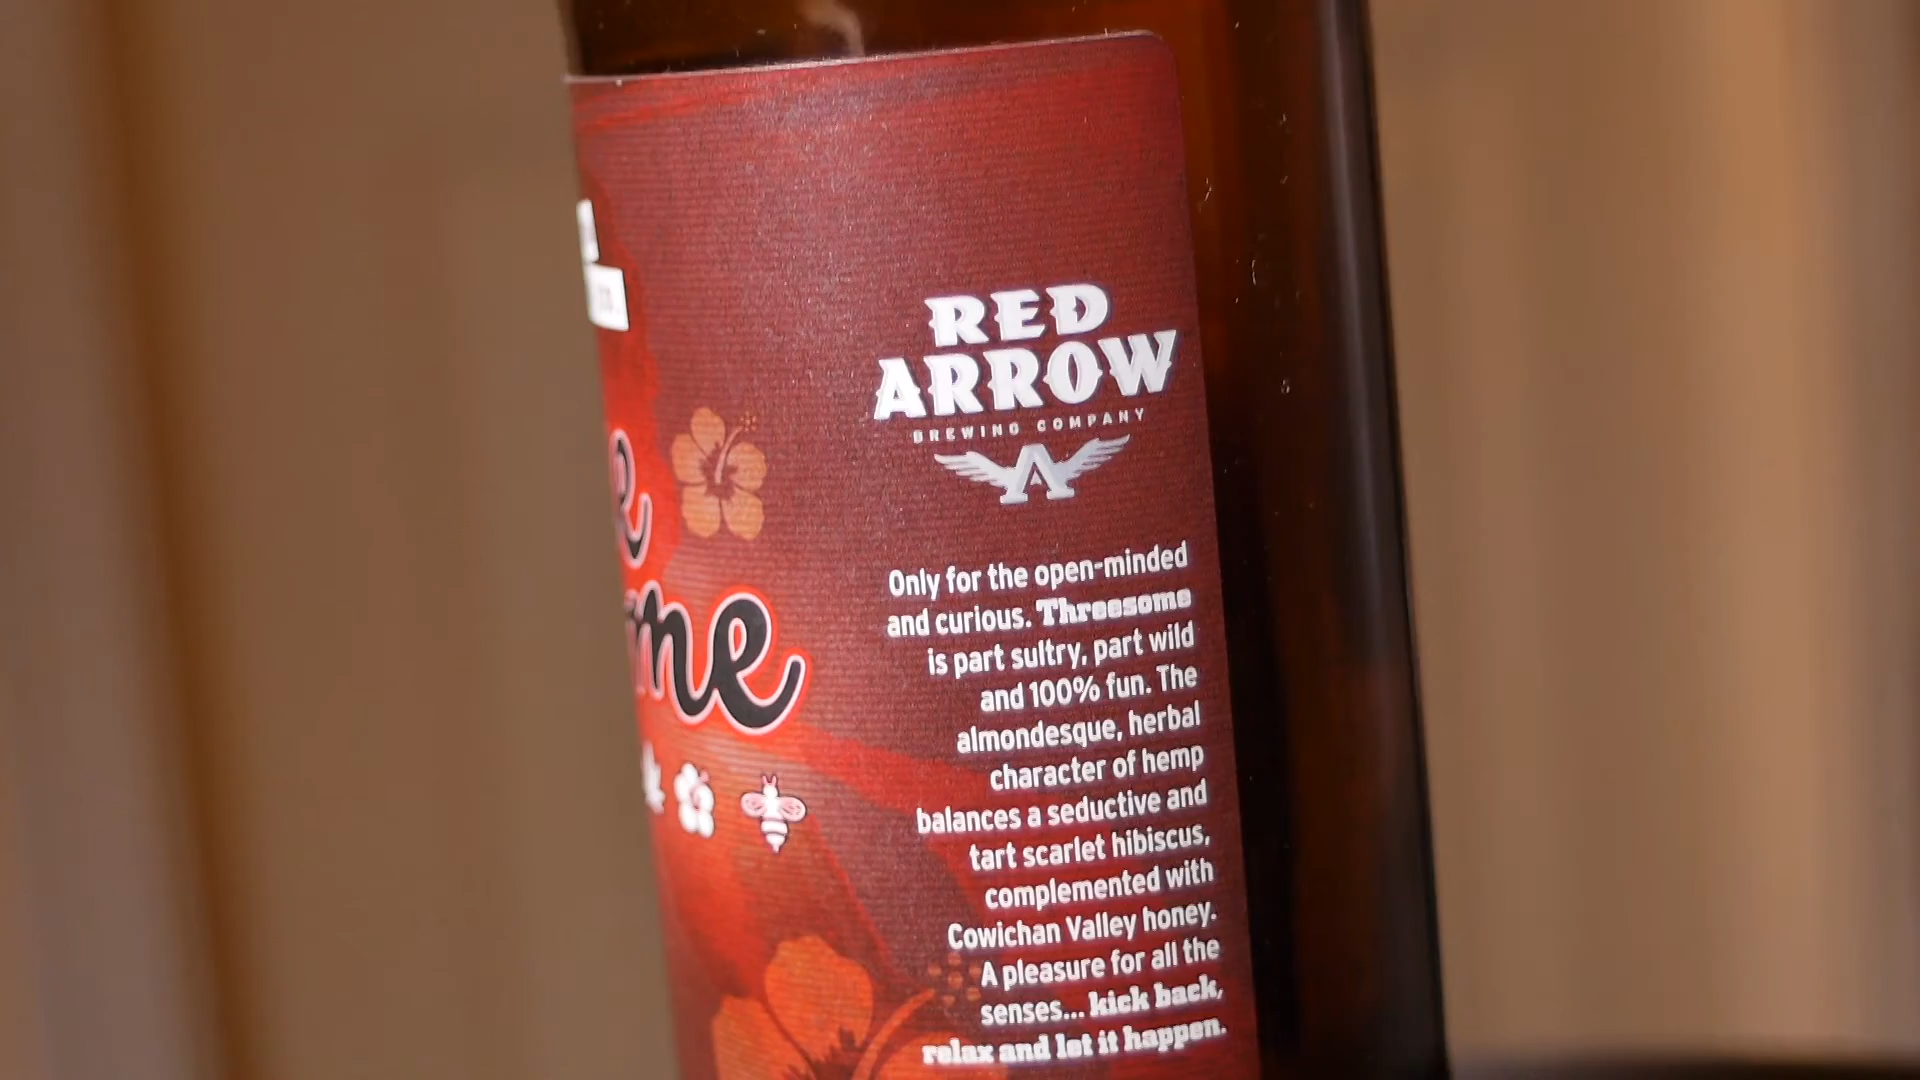 RED
ARROW
BREWING COMPANY
A
Only for the open-minded
and curious. Threesome
is part sultry, part wild
and 100% fun. The
almondesque, herbal
character of hemp
balances a seductive and
tart scarlet hibiscus,
complemented with
Cowichan Valley honey.
A pleasure for all the
senses... kick back,
relax and let it happen.